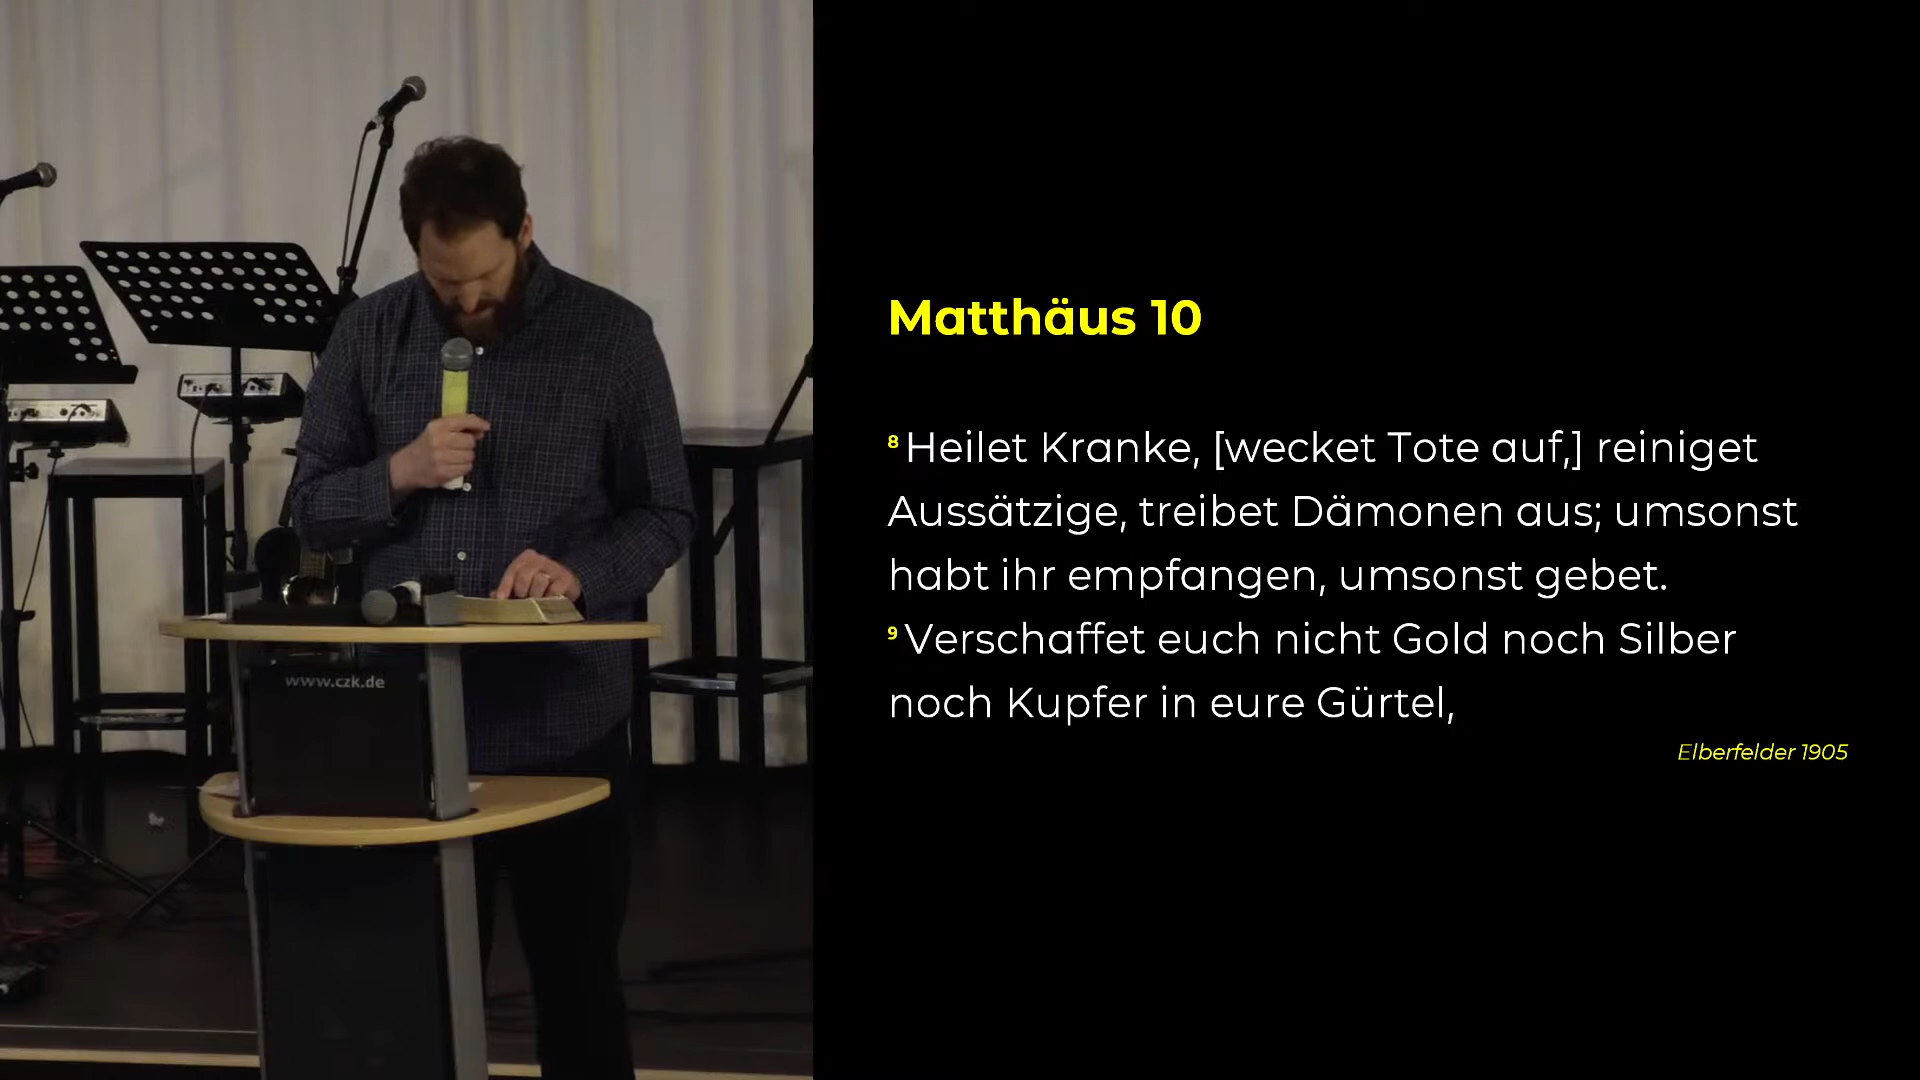 www.czk.de
Matthäus 10
8 Heilet Kranke, [wecket Tote auf,] reiniget
Aussätzige, treibet Dämonen aus; umsonst
habt ihr empfangen, umsonst gebet.
9 Verschaffet euch nicht Gold noch Silber
noch Kupfer in eure Gürtel,
Elberfelder 1905